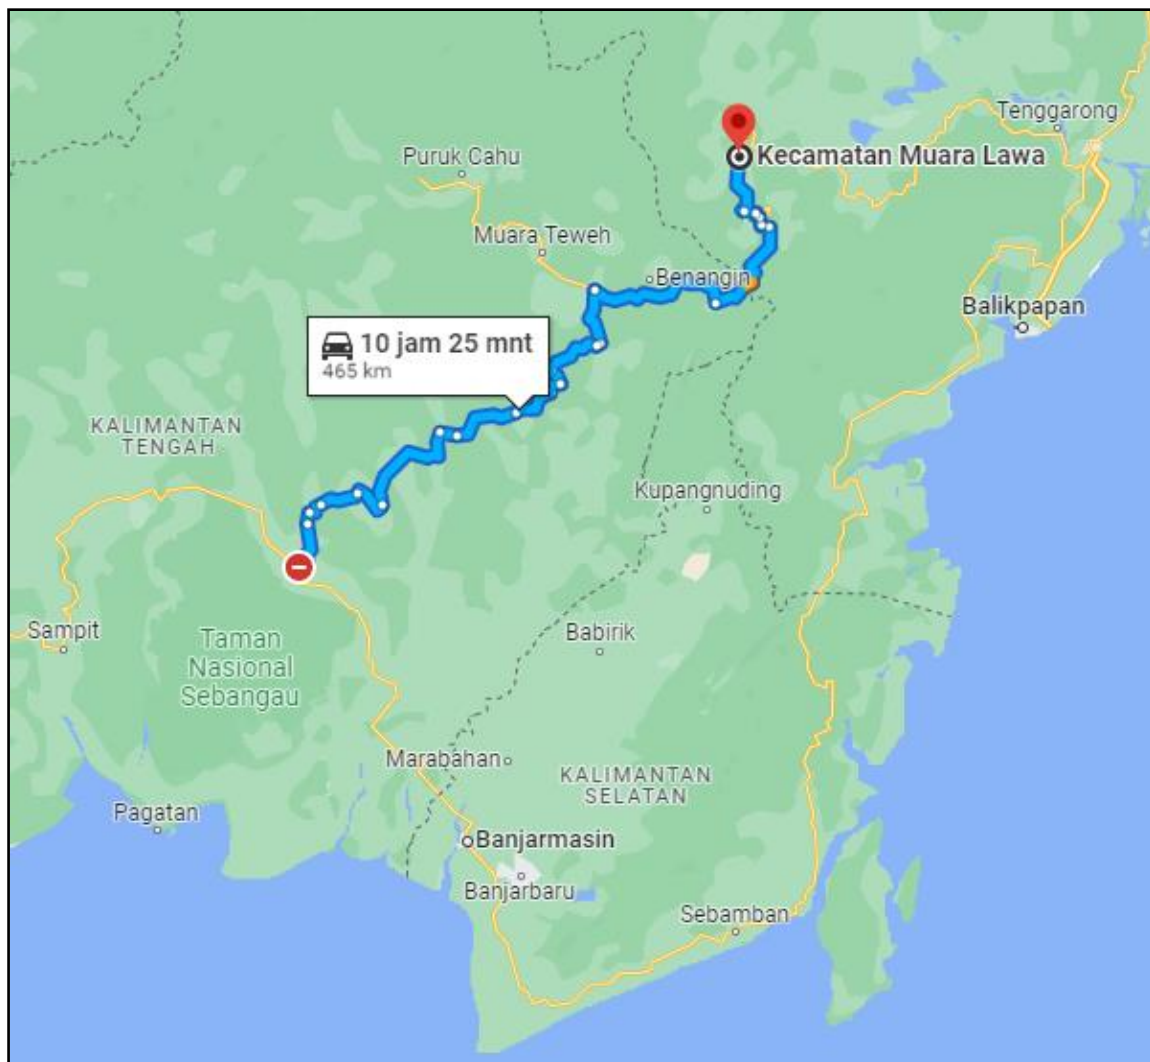 Tenggarong
Puruk Cahu
Kecamatan Muara Lawa
Muara Teweh
Benangin
Balikpapan
10 jam 25 mnt
465 km
KALIMANTAN
TENGAH
Kupangnuding
Sampit
Taman
Nasional
Sebangau
Babirik
Marabahan
KALIMANTAN
SELATAN
Pagatan
Banjarmasin
Banjarbaru
Sebamban